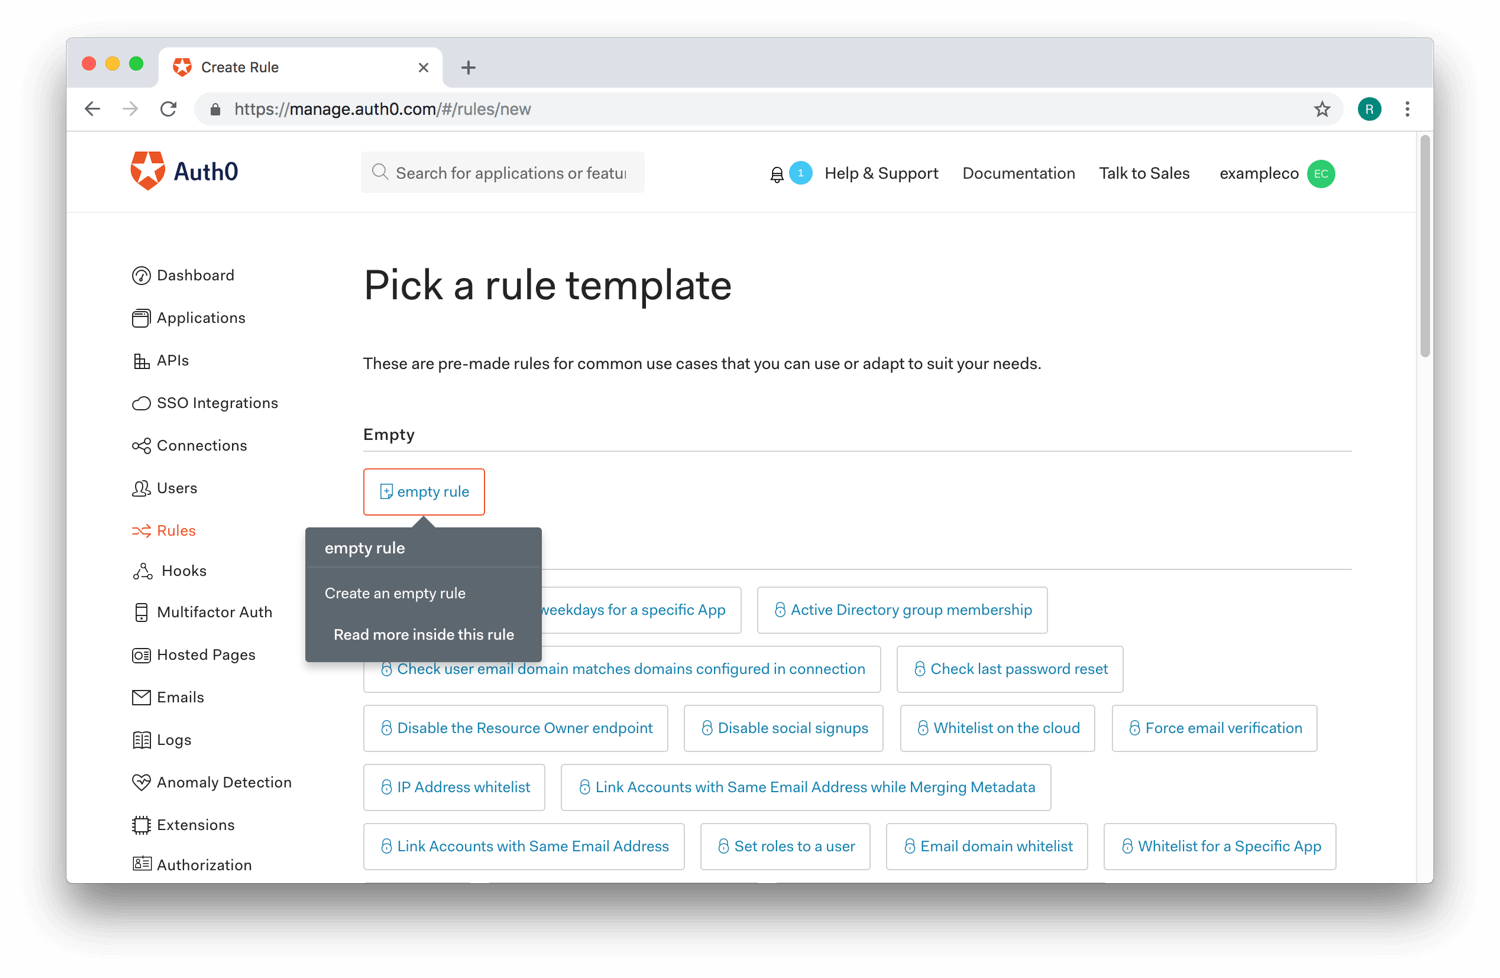 Create Rule
https://manage.auth0.com/#/rules/new
R
Auth0
Search for applications or featu
1
Help & Support
Documentation
Talk to Sales
exampleco
EC
Dashboard
Applications
APIs
SSO Integrations
Connections
Users
Rules
Hooks
Multifactor Auth
Hosted Pages
Emails
Logs
Anomaly Detection
Extensions
Authorization
Pick a rule template
These are pre-made rules for common use cases that you can use or adapt to suit your needs.
Empty
empty rule
empty rule
Create an empty rule
Read more inside this rule
weekdays for a specific App
Active Directory group membership
Check user email domain matches domains configured in connection
Check last password reset
Disable the Resource Owner endpoint
Disable social signups
Whitelist on the cloud
Force email verification
IP Address whitelist
Link Accounts with Same Email Address while Merging Metadata
Link Accounts with Same Email Address
Set roles to a user
Email domain whitelist
Whitelist for a Specific App